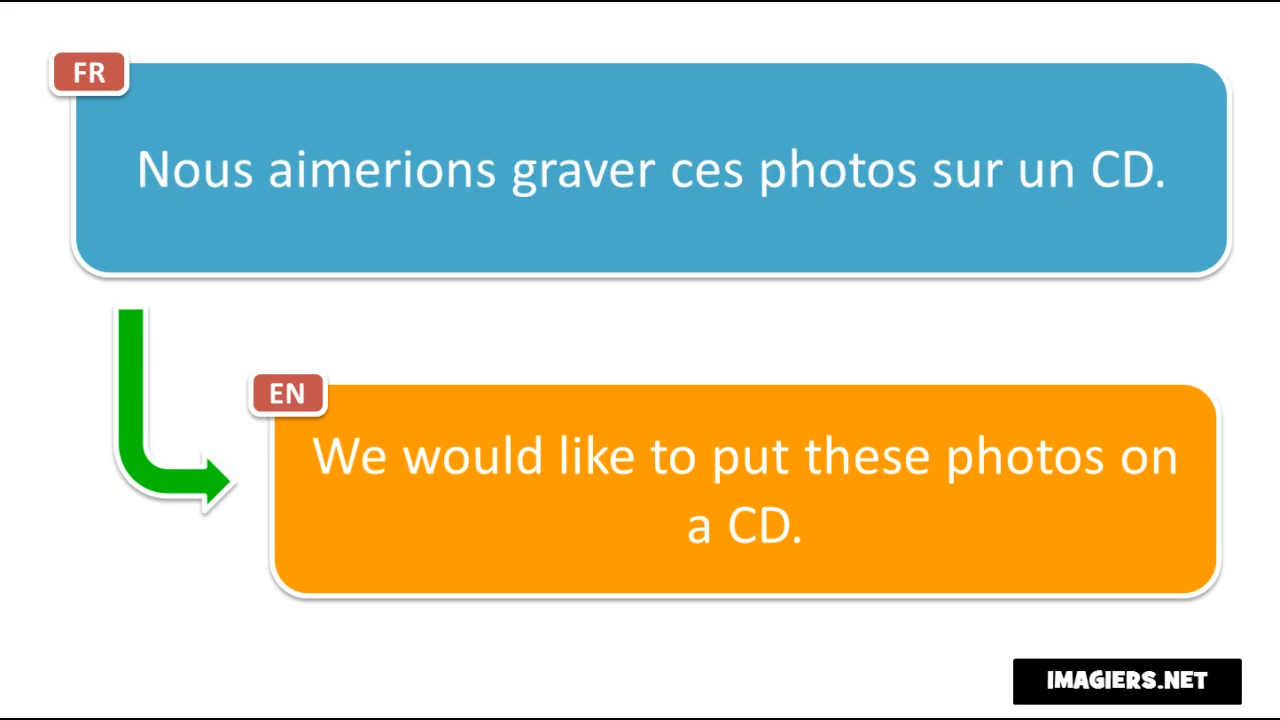 FR
Nous aimerions graver ces photos sur un CD.
EN
We would like to put these photos on
a CD.
IMAGIERS.NET